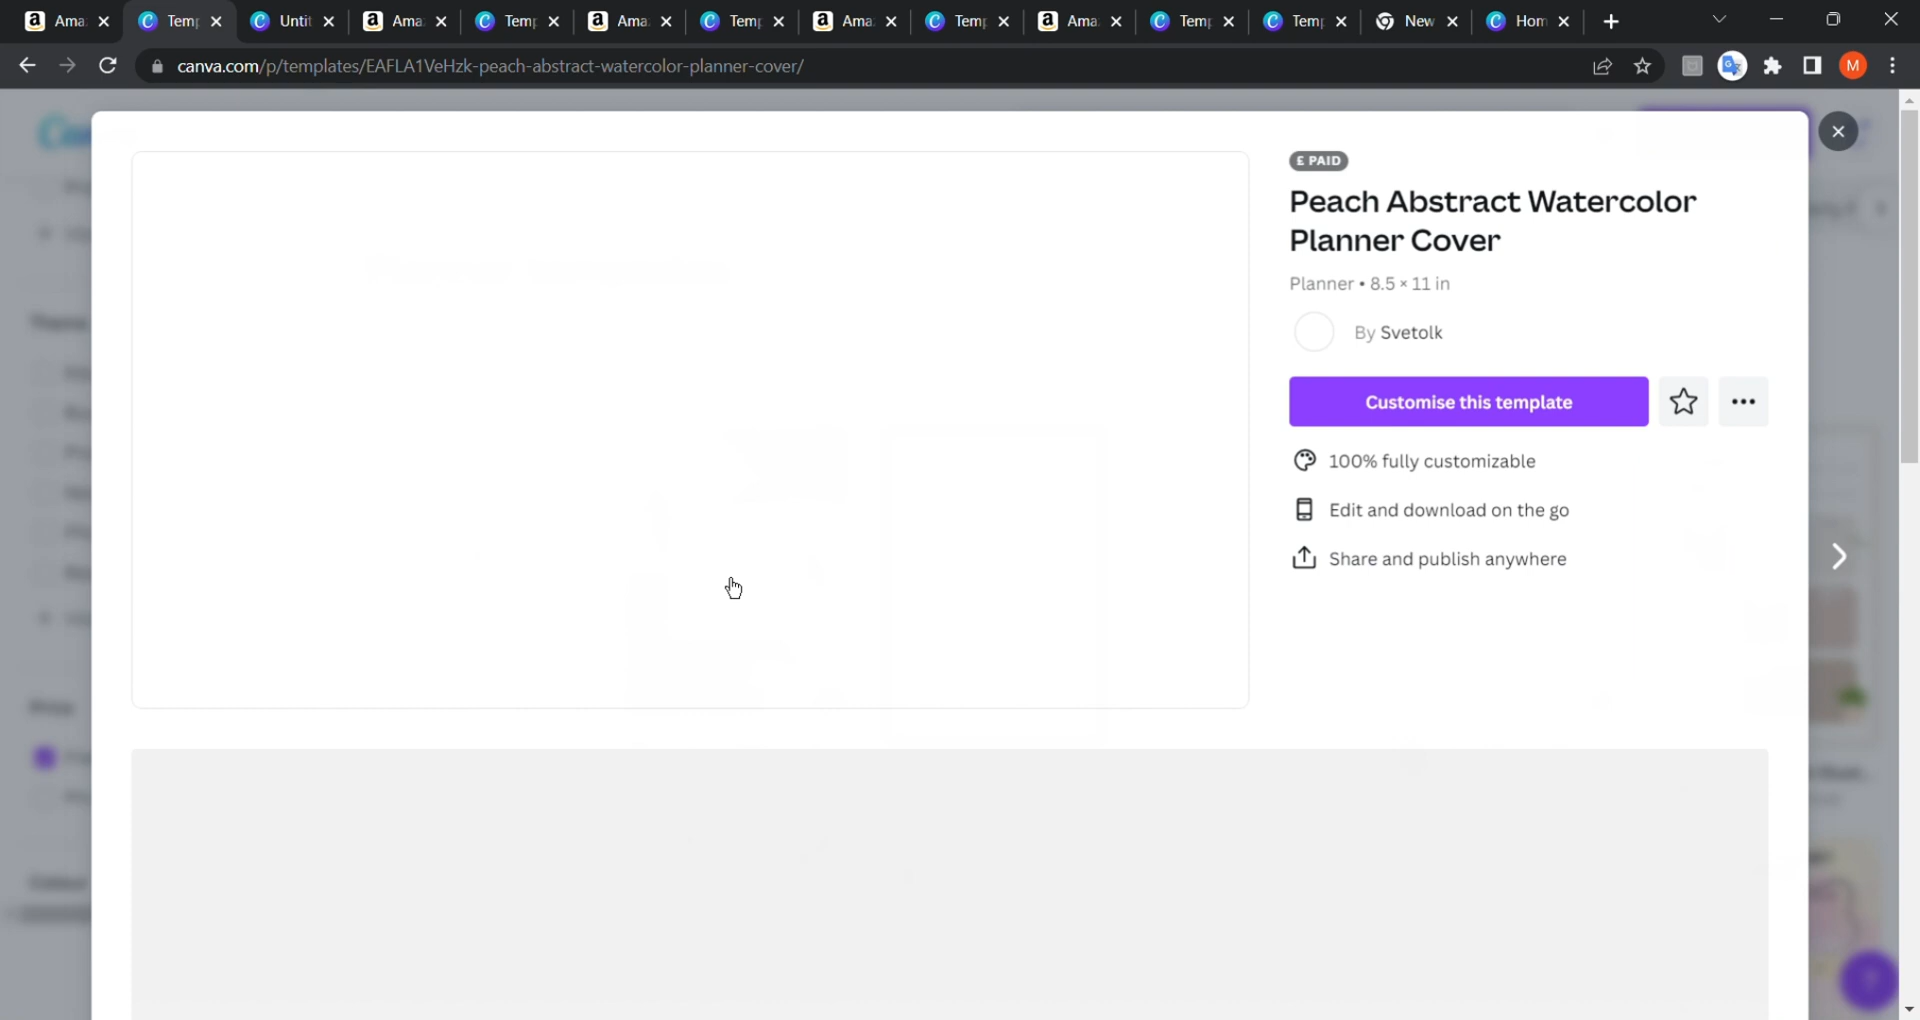 Ama
Temp
Untit
Ama
Temp
Ama
Temp
Ama
Temp
Ama
Temp
Temp
New
Hom
canva.com/p/templates/EAFLA1VeHzk-peach-abstract-watercolor-planner-cover/
M
£ PAID
Peach Abstract Watercolor
Planner Cover
Planner • 8.5 × 11 in
By Svetolk
Customise this template
100% fully customizable
Edit and download on the go
Share and publish anywhere